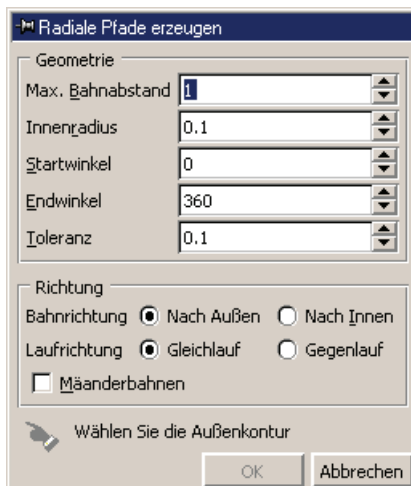 Radiale Pfade erzeugen
Geometrie
Max. Bahnabstand 1
Innenradius 0.1
Startwinkel 0
Endwinkel 360
Toleranz 0.1
Richtung
Bahnrichtung Nach Außen Nach Innen
Laufrichtung Gleichlauf Gegenlauf
Mäanderbahnen
Wählen Sie die Außenkontur
OK Abbrechen